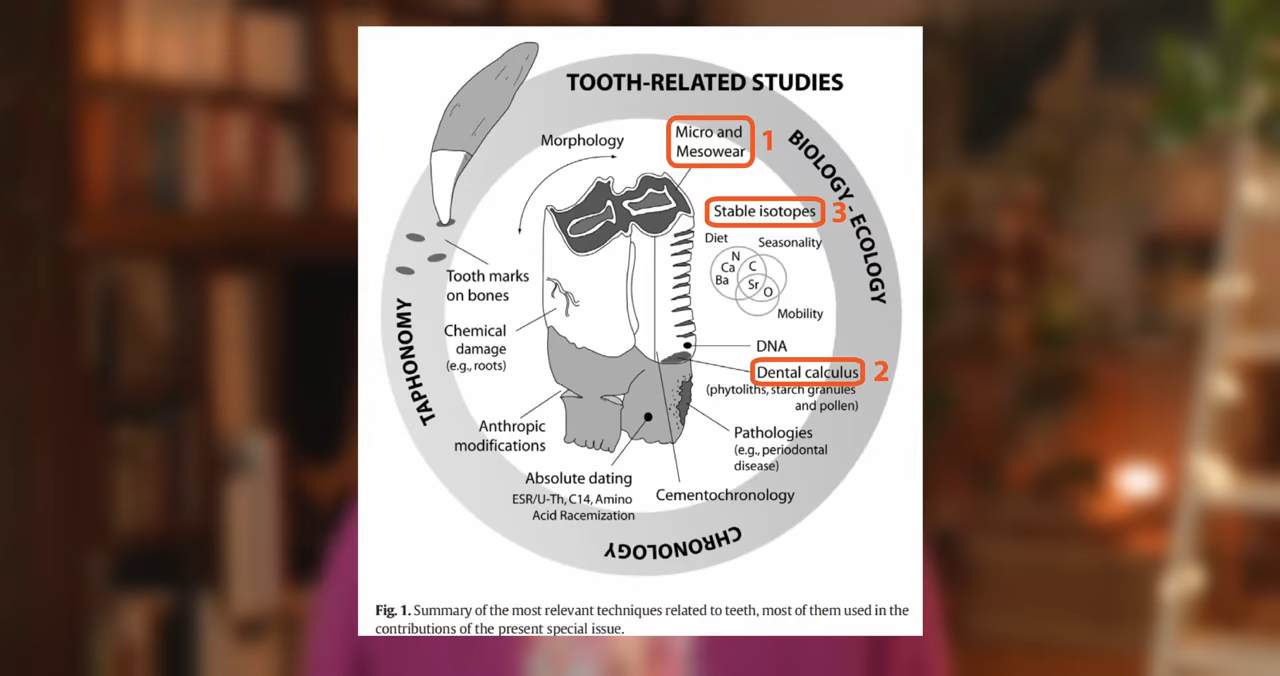 TOOTH-RELATED STUDIES
Morphology
Micro and
Mesowear
1
BIOLOGY - ECOLOGY
Stable isotopes
3
Diet
Seasonality
N
Ca
C
Ba
Sr
O
Mobility
Tooth marks
on bones
TAPHONOMY
Chemical
damage
(e.g., roots)
DNA
Dental calculus
2
(phytoliths, starch granules
and pollen)
Anthropic
modifications
Pathologies
(e.g., periodontal
disease)
Absolute dating
ESR/U-Th, C14, Amino
Acid Racemization
Cementochronology
CHRONOLOGY
Fig. 1. Summary of the most relevant techniques related to teeth, most of them used in the
contributions of the present special issue.